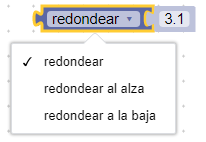 redondear ▾ 3.1
✓ redondear
redondear al alza
redondear a la baja